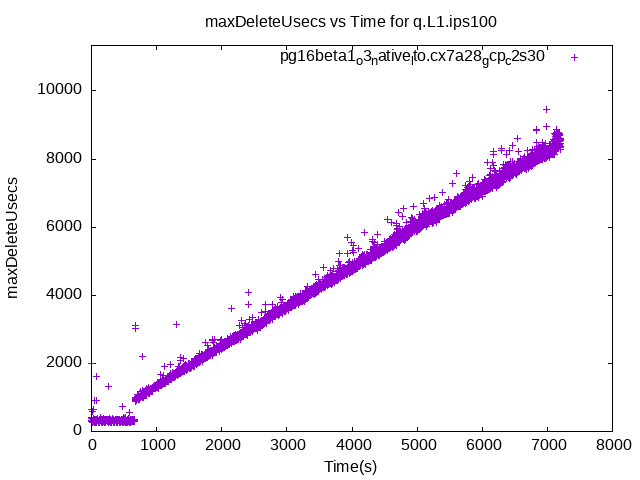 maxDeleteUsecs vs Time for q.L1.ips100
pg16beta1_o3_native_lto.cx7a28_gcp_c2s30
maxDeleteUsecs
10000
8000
6000
4000
2000
0
0 1000 2000 3000 4000 5000 6000 7000 8000
Time(s)